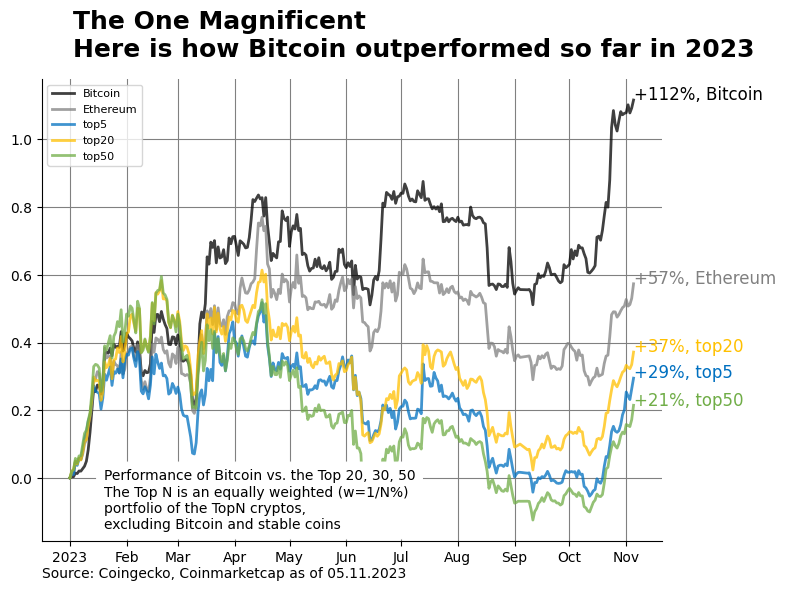 The One Magnificent
Here is how Bitcoin outperformed so far in 2023
Bitcoin
Ethereum
top5
top20
top50
+112%, Bitcoin
+57%, Ethereum
+37%, top20
+29%, top5
+21%, top50
1.0
0.8
0.6
0.4
0.2
0.0
Performance of Bitcoin vs. the Top 20, 30, 50
The Top N is an equally weighted (w=1/N%)
portfolio of the TopN cryptos,
excluding Bitcoin and stable coins
2023 Feb Mar Apr May Jun Jul Aug Sep Oct Nov
Source: Coingecko, Coinmarketcap as of 05.11.2023